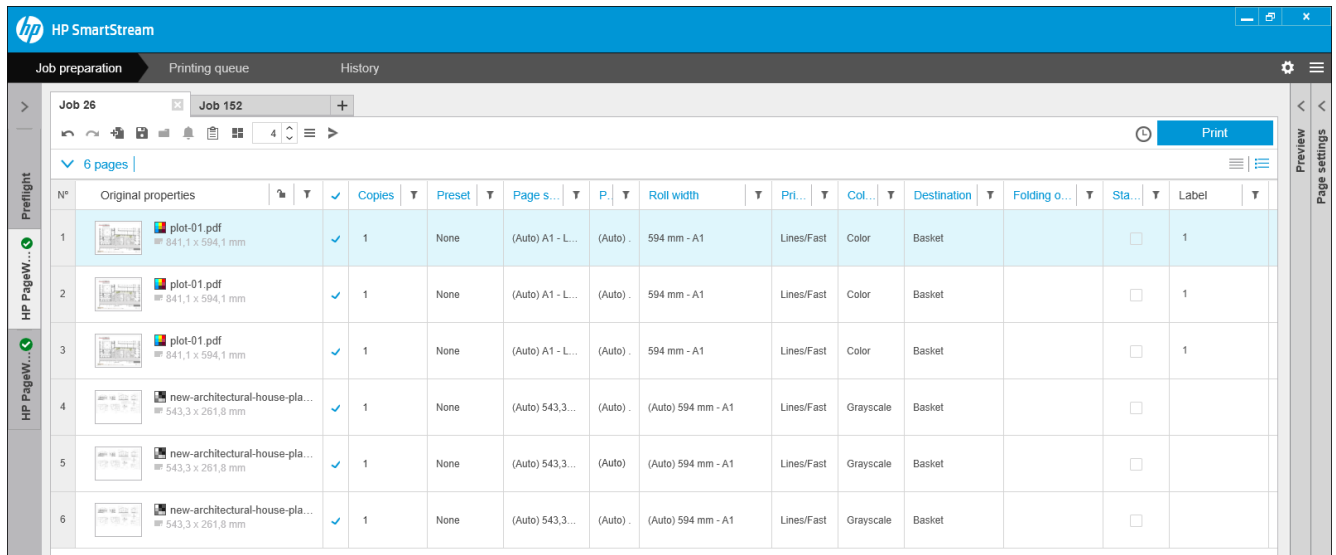 hp HP SmartStream
Job preparation Printing queue History
Job 26 Job 152 +
4 Print
6 pages
N° Original properties Copies Preset Page s... P.. Roll width Pri... Col... Destination Folding o... Sta... Label
1 plot-01.pdf 1 None (Auto) A1 - L... (Auto) . 594 mm - A1 Lines/Fast Color Basket 1
841,1 x 594,1 mm
2 plot-01.pdf 1 None (Auto) A1 - L... (Auto) . 594 mm - A1 Lines/Fast Color Basket 1
841,1 x 594,1 mm
3 plot-01.pdf 1 None (Auto) A1 - L... (Auto) . 594 mm - A1 Lines/Fast Color Basket 1
841,1 x 594,1 mm
4 new-architectural-house-pla... 1 None (Auto) 543,3... (Auto) . (Auto) 594 mm - A1 Lines/Fast Grayscale Basket
543,3 x 261,8 mm
5 new-architectural-house-pla... 1 None (Auto) 543,3... (Auto) (Auto) 594 mm - A1 Lines/Fast Grayscale Basket
543,3 x 261,8 mm
6 new-architectural-house-pla... 1 None (Auto) 543,3... (Auto) . (Auto) 594 mm - A1 Lines/Fast Grayscale Basket
543,3 x 261,8 mm
Preflight
HP PageW...
HP PageW...
Preview
Page settings